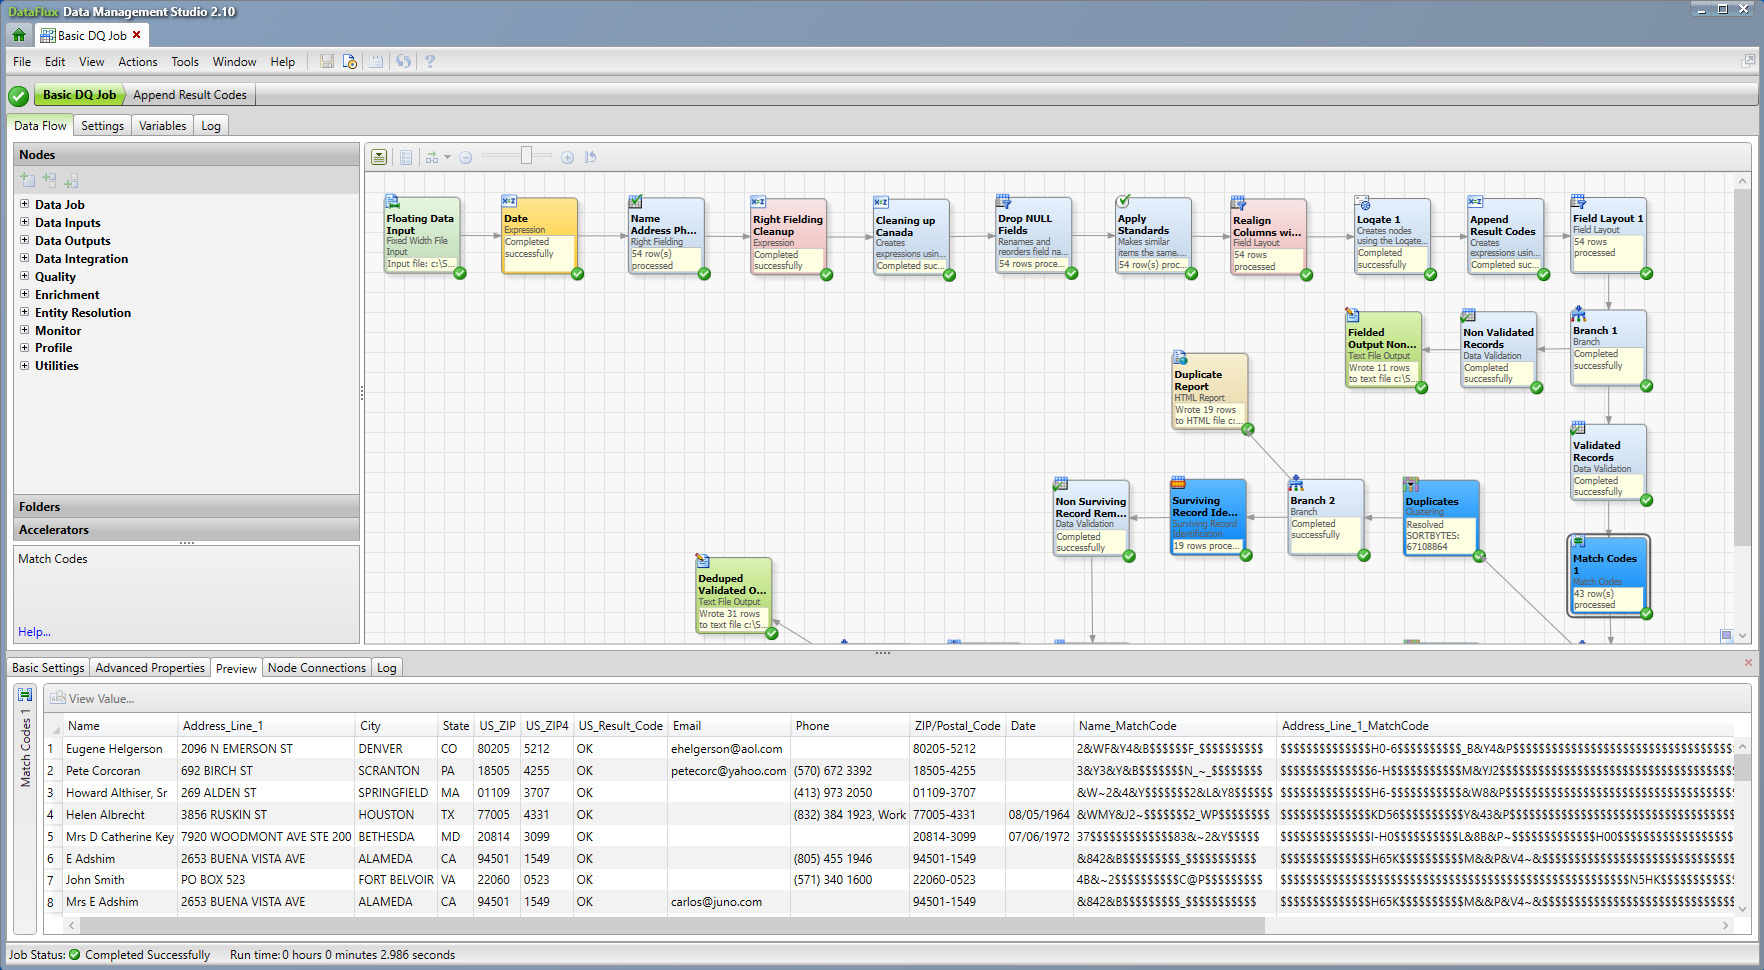 DataFlux Data Management Studio 2.10
Basic DQ Job
File Edit View Actions Tools Window Help
Basic DQ Job Append Result Codes
Data Flow Settings Variables Log
Nodes
Data Job
Data Inputs
Data Outputs
Data Integration
Quality
Enrichment
Entity Resolution
Monitor
Profile
Utilities
Folders
Accelerators
Match Codes
Help...
Floating Data
Input
Fixed Width File
Input
Input file: c:\S...
Date
Expression
Completed
successfully
Name
Address Ph...
Right Fielding
54 row(s)
processed
Right Fielding
Cleanup
Expression
Completed
successfully
Cleaning up
Canada
Creates
expressions usin...
Completed suc...
Drop NULL
Fields
Renames and
reorders field na...
54 rows proce...
Apply
Standards
Makes similar
items the same....
54 row(s) proc...
Realign
Columns wi...
Field Layout
54 rows
processed
Loqate 1
Creates nodes
using the Loqate...
Completed
successfully
Append
Result Codes
Creates
expressions usin...
Completed suc...
Field Layout 1
Field Layout
54 rows
processed
Fielded
Output Non...
Text File Output
Wrote 11 rows
to text file c:\S...
Non Validated
Records
Data Validation
Completed
successfully
Branch 1
Branch
Completed
successfully
Duplicate
Report
HTML Report
Wrote 19 rows
to HTML file c:...
Validated
Records
Data Validation
Completed
successfully
Non Surviving
Record Rem...
Data Validation
Completed
successfully
Surviving
Record Ide...
Surviving Record
Identification
19 rows proce...
Branch 2
Branch
Completed
successfully
Duplicates
Clustering
Resolved
SORTBYTES:
67108864
Match Codes
1
Match Codes
43 row(s)
processed
Deduped
Validated O...
Text File Output
Wrote 31 rows
to text file c:\S...
Basic Settings Advanced Properties Preview Node Connections Log
Match Codes 1
View Value...
Name Address_Line_1 City State US_ZIP US_ZIP4 US_Result_Code Email Phone ZIP/Postal_Code Date Name_MatchCode Address_Line_1_MatchCode
1 Eugene Helgerson 2096 N EMERSON ST DENVER CO 80205 5212 OK ehelgerson@aol.com 80205-5212 2&WF&Y4&B$$$$$$F_$$$$$$$$$$
2 Pete Corcoran 692 BIRCH ST SCRANTON PA 18505 4255 OK petecorc@yahoo.com (570) 672 3392 18505-4255 3&Y3&Y&B$$$$$$$N_~_$$$$$$$$
3 Howard Althiser, Sr 269 ALDEN ST SPRINGFIELD MA 01109 3707 OK (413) 973 2050 01109-3707 &W~2&4&Y$$$$$$$2&L&Y8$$$$$$
4 Helen Albrecht 3856 RUSKIN ST HOUSTON TX 77005 4331 OK (832) 384 1923, Work 77005-4331 08/05/1964 &WMY&J2~$$$$$$$2_WP$$$$$$$$
5 Mrs D Catherine Key 7920 WOODMONT AVE STE 200 BETHESDA MD 20814 3099 OK 20814-3099 07/06/1972 37$$$$$$$$$$$$$83&~2&Y$$$$$
6 E Adshim 2653 BUENA VISTA AVE ALAMEDA CA 94501 1549 OK (805) 455 1946 94501-1549 &842&B$$$$$$$$$_$$$$$$$$$$$
7 John Smith PO BOX 523 FORT BELVOIR VA 22060 0523 OK (571) 340 1600 22060-0523 4B&~2$$$$$$$$$$C@P$$$$$$$$$
8 Mrs E Adshim 2653 BUENA VISTA AVE ALAMEDA CA 94501 1549 OK carlos@juno.com 94501-1549 &842&B$$$$$$$$$_$$$$$$$$$$$
Job Status: Completed Successfully Run time: 0 hours 0 minutes 2.986 seconds